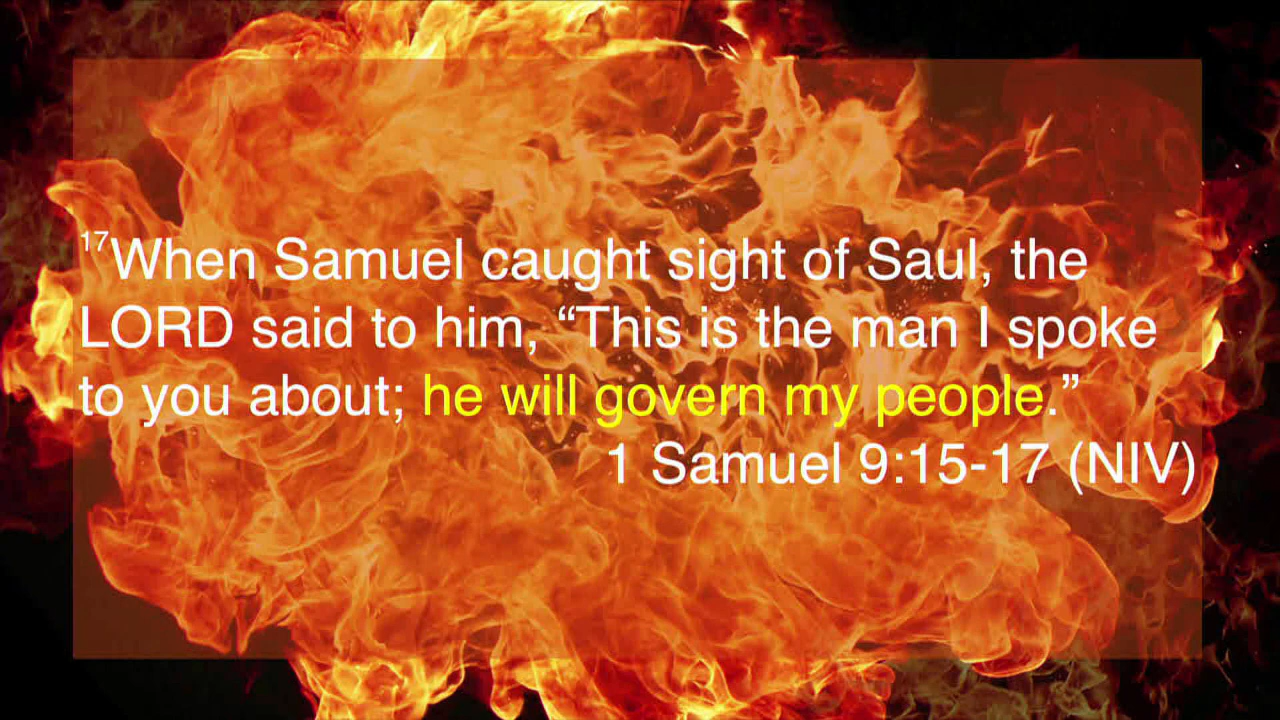 17When Samuel caught sight of Saul, the
LORD said to him, “This is the man I spoke
to you about; he will govern my people.”
1 Samuel 9:15-17 (NIV)